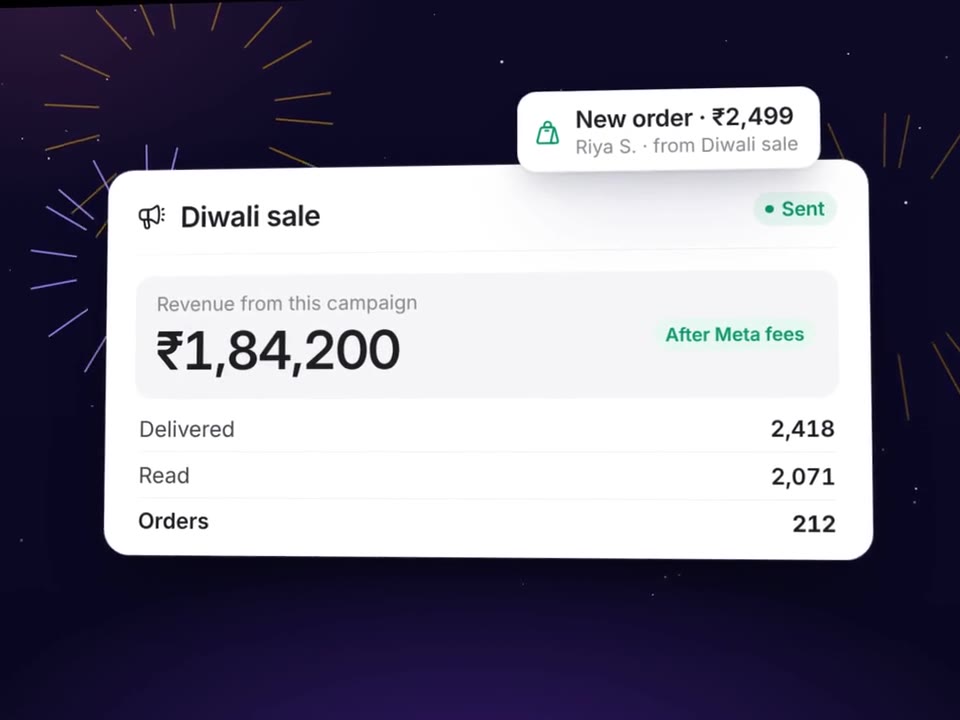 New order · ₹2,499
Riya S. · from Diwali sale
Diwali sale
Sent
Revenue from this campaign
₹1,84,200
After Meta fees
Delivered 2,418
Read 2,071
Orders 212